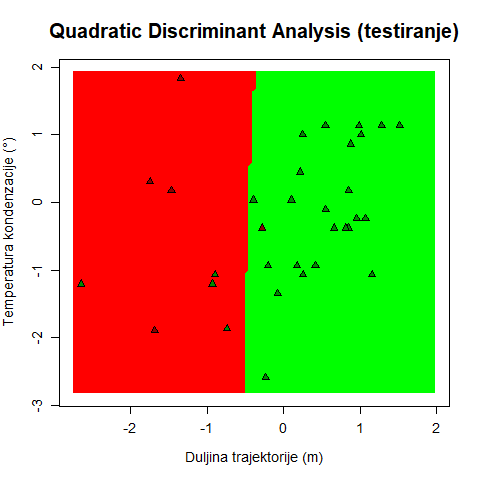 Quadratic Discriminant Analysis (testiranje)
Temperatura kondenzacije (°)
2
1
0
-1
-2
-3
-2 -1 0 1 2
Duljina trajektorije (m)